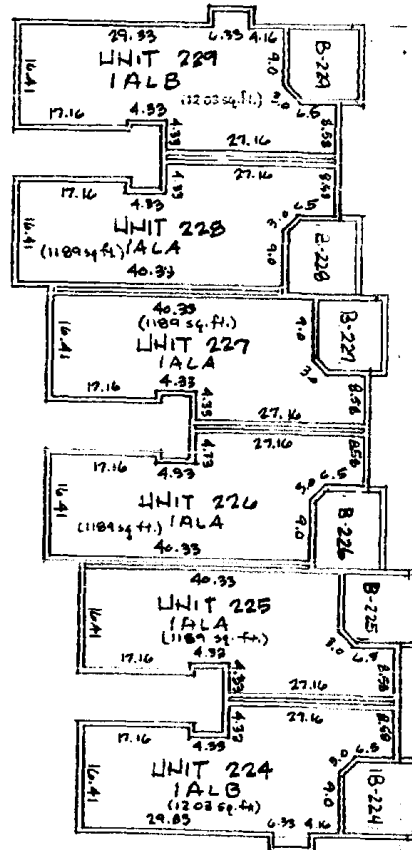 29.33 6.33 4.16
UNIT 229
1ALB
(1203 sq.ft.)
16.41
9.0
B-229
3.0 6.5
4.33
17.16
4.33
27.16
8.58
17.16
4.33
4.33
27.16
8.58
6.5
3.0
UNIT 228
(1189 sq.ft.) 1ALA
16.41
9.0
B-228
40.33
40.33
(1189 sq.ft.)
UNIT 227
1ALA
16.41
9.0
B-227
3.0
4.33
17.16
4.33
27.16
8.58
17.16
4.33
4.33
27.16
8.58
6.5
3.0
UNIT 226
1ALA
(1189 sq.ft.)
16.41
9.0
B-226
40.33
40.33
UNIT 225
1ALA
(1189 sq.ft.)
16.41
B-225
3.0
4.33
17.16
4.33
27.16
8.58
17.16
4.33
4.33
27.16
8.58
6.5
3.0
UNIT 224
1ALB
(1203 sq.ft)
16.41
9.0
B-224
29.83 6.33 4.16